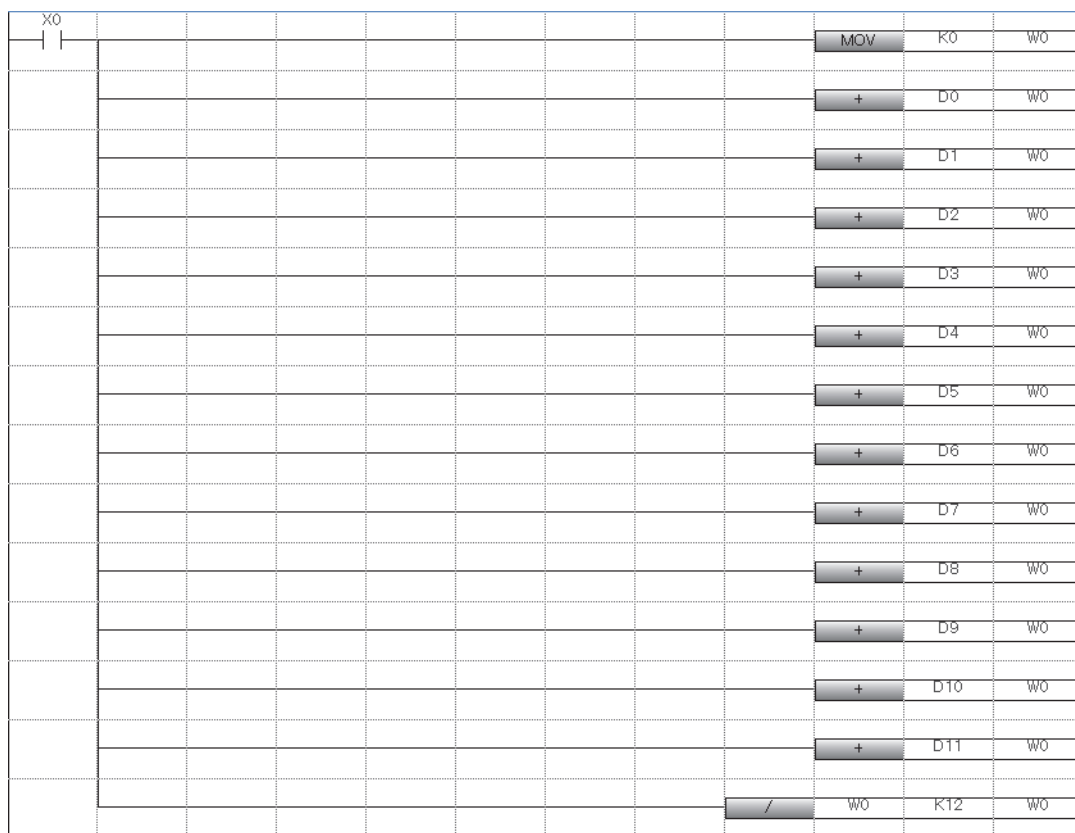 X0
MOV K0 W0
+ D0 W0
+ D1 W0
+ D2 W0
+ D3 W0
+ D4 W0
+ D5 W0
+ D6 W0
+ D7 W0
+ D8 W0
+ D9 W0
+ D10 W0
+ D11 W0
/ W0 K12 W0